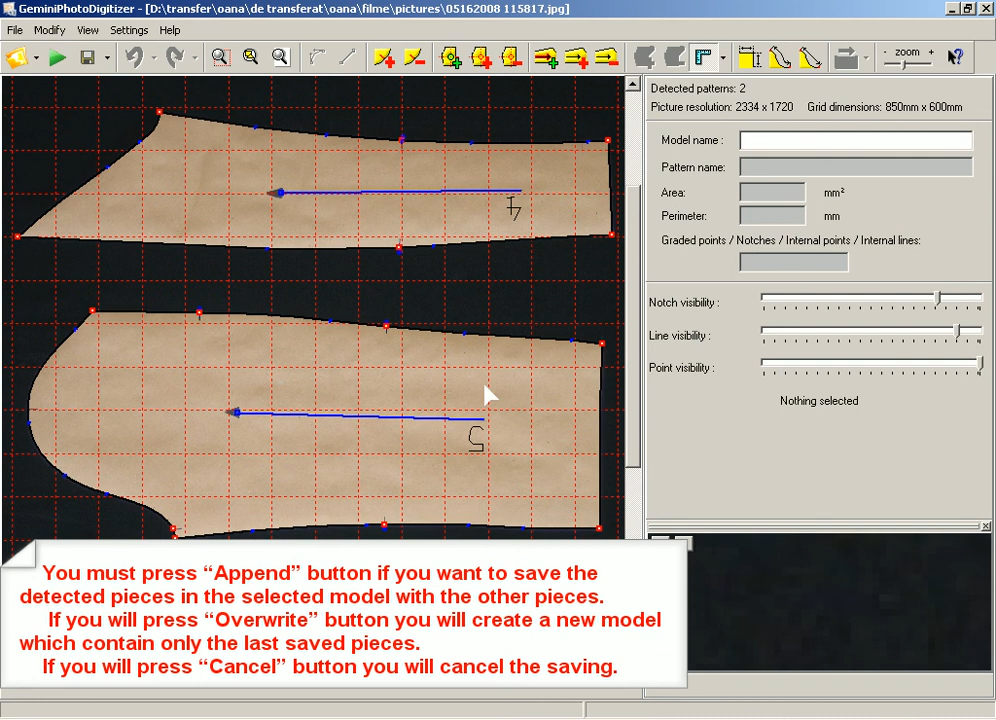 GeminiPhotoDigitizer - [D:\transfer\oana\de transferat\oana\filme\pictures\05162008 115817.jpg]
File Modify View Settings Help
- zoom +
Detected patterns: 2
Picture resolution: 2334 x 1720 Grid dimensions: 850mm x 600mm
Model name :
Pattern name:
Area: mm²
Perimeter: mm
Graded points / Notches / Internal points / Internal lines:
Notch visibility :
Line visibility :
Point visibility:
Nothing selected
4
5
You must press “Append” button if you want to save the
detected pieces in the selected model with the other pieces.
If you will press “Overwrite” button you will create a new model
which contain only the last saved pieces.
If you will press “Cancel” button you will cancel the saving.